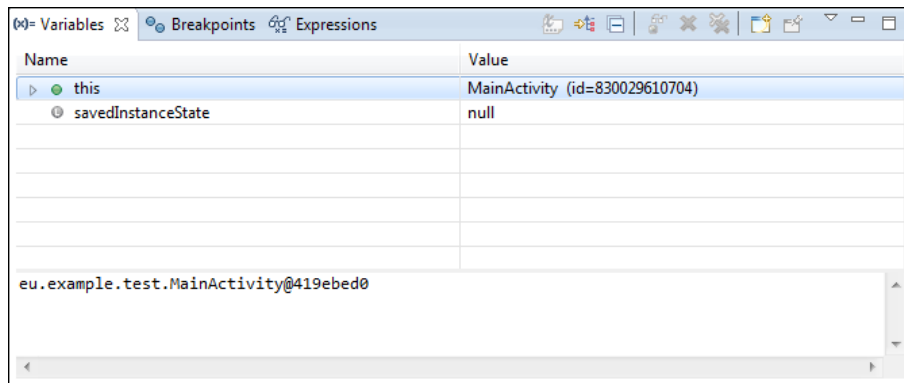 (x)= Variables Breakpoints Expressions
Name Value
this MainActivity (id=830029610704)
savedInstanceState null
eu.example.test.MainActivity@419ebed0